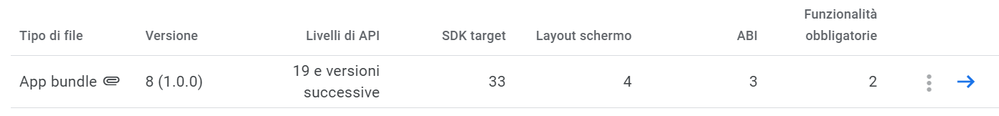 Tipo di file Versione Livelli di API SDK target Layout schermo ABI Funzionalità obbligatorie
App bundle 8 (1.0.0) 19 e versioni successive 33 4 3 2